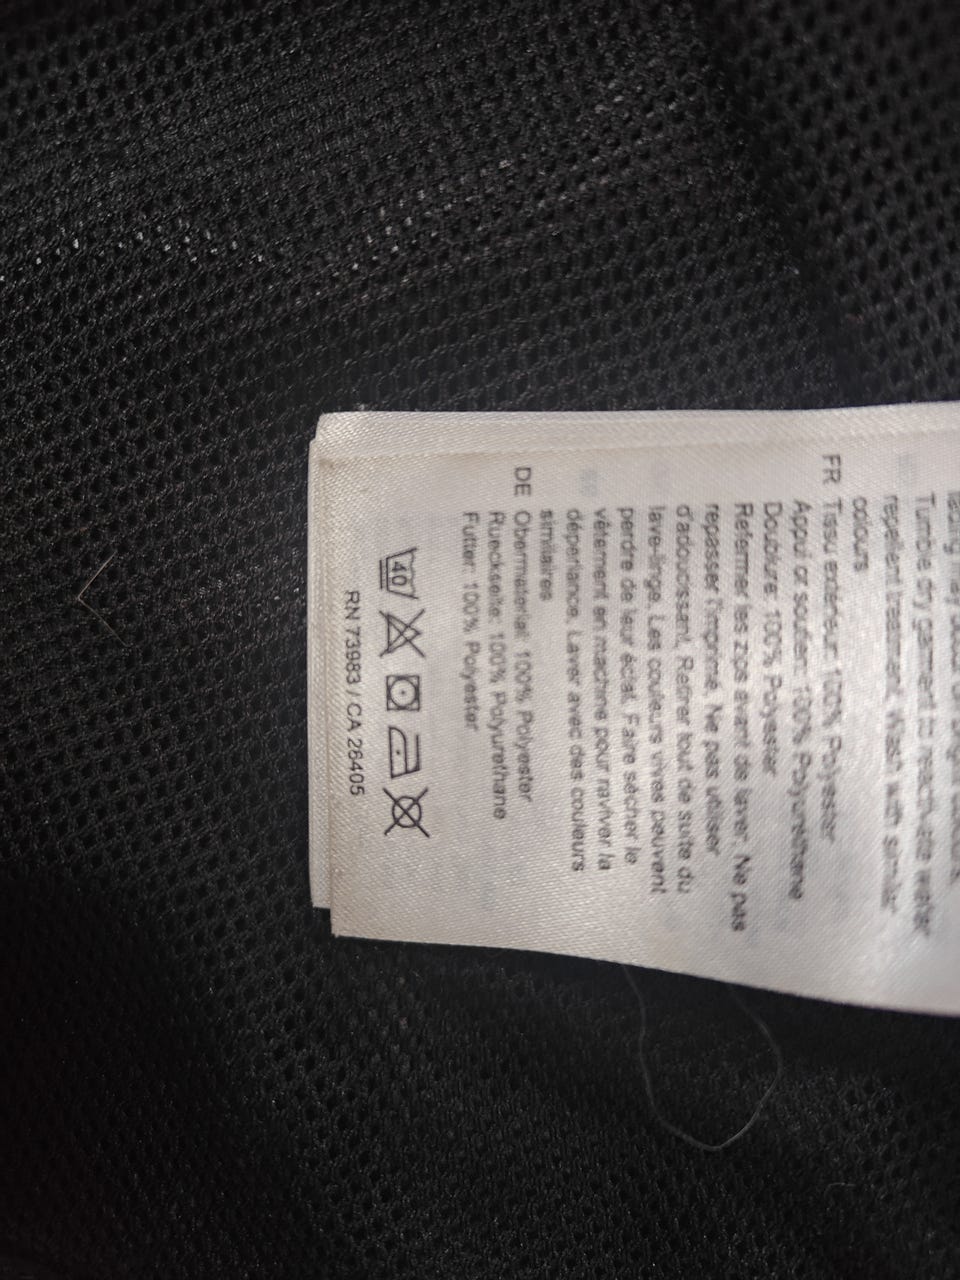 Tumble dry garment to reactivate water
repellent treatment. Wash with similar
colours
FR Tissu extérieur: 100% Polyester
Appui or soutien: 100% Polyuréthane
Doublure: 100% Polyester
Refermer les zips avant de laver. Ne pas
repasser l'imprimé. Ne pas utiliser
d'adoucissant. Retirer tout de suite du
lave-linge. Les couleurs vives peuvent
perdre de leur éclat. Faire sécher le
vêtement en machine pour raviver la
déperlance. Laver avec des couleurs
similaires
DE Obermaterial: 100% Polyester
Rueckseite: 100% Polyurethane
Futter: 100% Polyester
40
RN 73983 / CA 26405